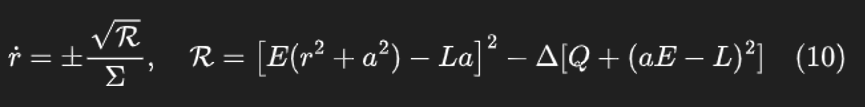 ṙ = ±√ℛ/Σ, ℛ = [E(r² + a²) − La]² − Δ[Q + (aE − L)²] (10)